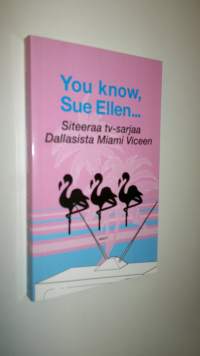 You know,
Sue Ellen...
Siteeraa tv-sarjaa
Dallasista Miami Viceen